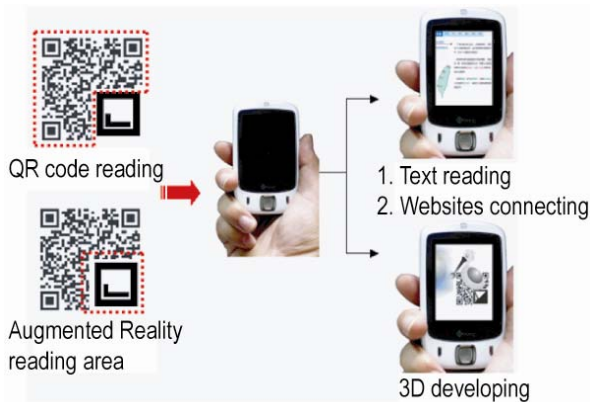 QR code reading
Augmented Reality
reading area
1. Text reading
2. Websites connecting
3D developing